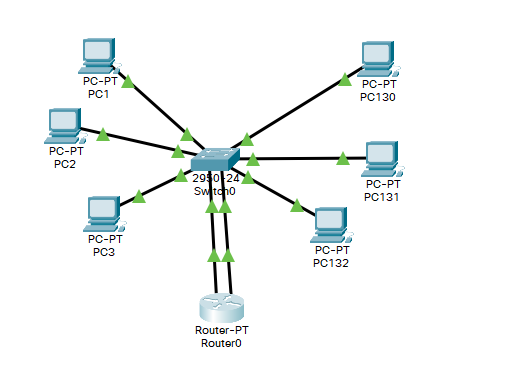 PC-PT
PC1
PC-PT
PC130
PC-PT
PC2
2950-24
Switch0
PC-PT
PC131
PC-PT
PC3
PC-PT
PC132
Router-PT
Router0